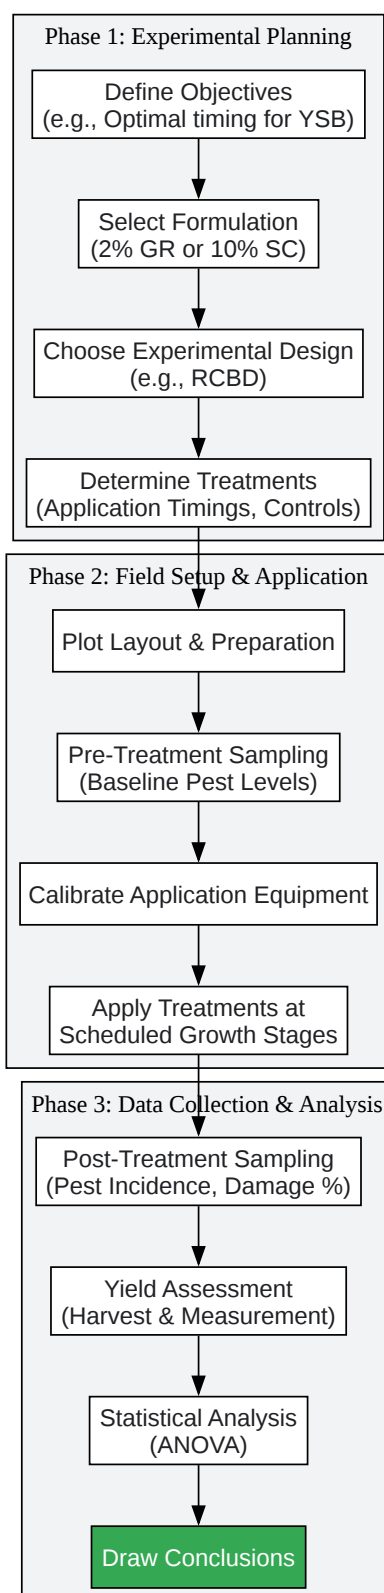 Phase 1: Experimental Planning
Define Objectives
(e.g., Optimal timing for YSB)
Select Formulation
(2% GR or 10% SC)
Choose Experimental Design
(e.g., RCBD)
Determine Treatments
(Application Timings, Controls)
Phase 2: Field Setup & Application
Plot Layout & Preparation
Pre-Treatment Sampling
(Baseline Pest Levels)
Calibrate Application Equipment
Apply Treatments at
Scheduled Growth Stages
Phase 3: Data Collection & Analysis
Post-Treatment Sampling
(Pest Incidence, Damage %)
Yield Assessment
(Harvest & Measurement)
Statistical Analysis
(ANOVA)
Draw Conclusions